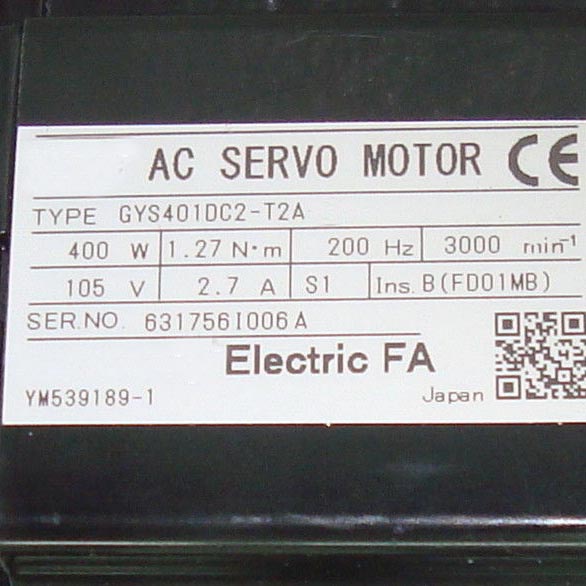 AC SERVO MOTOR CE
TYPE GYS401DC2-T2A
400 W 1.27 N·m 200 Hz 3000 min⁻¹
105 V 2.7 A S1 Ins. B(FD01MB)
SER.NO. 631756I006A
Electric FA
YM539189-1 Japan